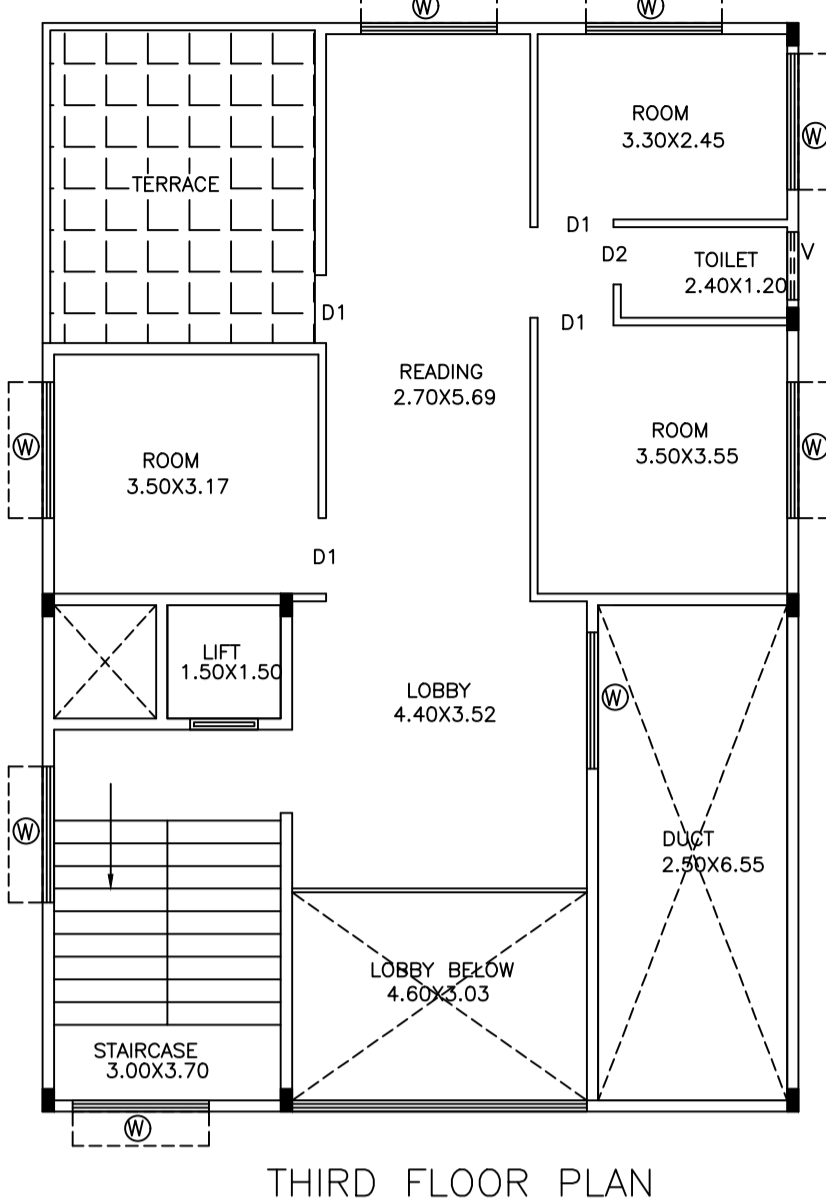 W
W
ROOM
3.30X2.45
W
TERRACE
D1
D2
TOILET
2.40X1.20
V
D1
D1
READING
2.70X5.69
ROOM
3.50X3.55
W
W
ROOM
3.50X3.17
D1
LIFT
1.50X1.50
LOBBY
4.40X3.52
W
W
DUCT
2.50X6.55
LOBBY BELOW
4.60X3.03
STAIRCASE
3.00X3.70
W
THIRD FLOOR PLAN